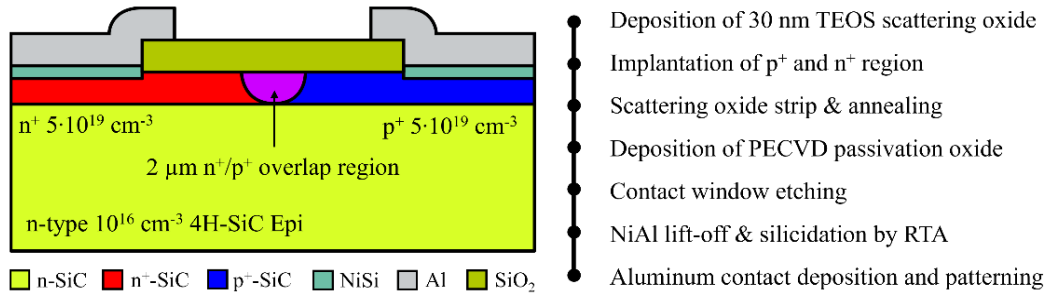 n⁺ 5·10¹⁹ cm⁻³
p⁺ 5·10¹⁹ cm⁻³
2 µm n⁺/p⁺ overlap region
n-type 10¹⁶ cm⁻³ 4H-SiC Epi
n-SiC
n⁺-SiC
p⁺-SiC
NiSi
Al
SiO₂
Deposition of 30 nm TEOS scattering oxide
Implantation of p⁺ and n⁺ region
Scattering oxide strip & annealing
Deposition of PECVD passivation oxide
Contact window etching
NiAl lift-off & silicidation by RTA
Aluminum contact deposition and patterning